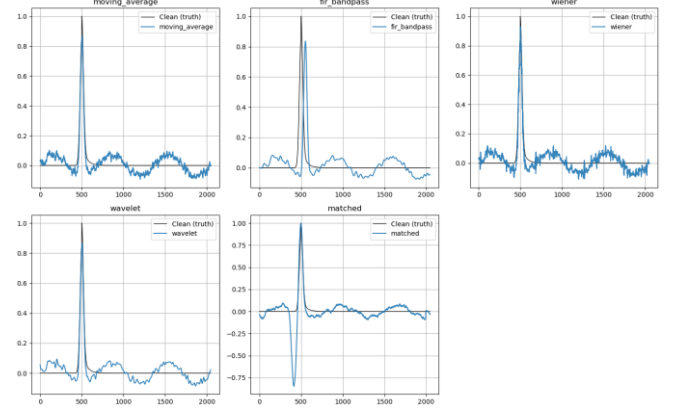 moving_average fir_bandpass wiener
1.0 Clean (truth) 1.0 Clean (truth) 1.0 Clean (truth)
moving_average fir_bandpass wiener
0.8 0.8 0.8
0.6 0.6 0.6
0.4 0.4 0.4
0.2 0.2 0.2
0.0 0.0 0.0
0 500 1000 1500 2000 0 500 1000 1500 2000 0 500 1000 1500 2000
wavelet matched
1.0 Clean (truth) 1.00 Clean (truth)
wavelet matched
0.8 0.75
0.6 0.50
0.4 0.25
0.2 0.00
0.0 −0.25
−0.50
−0.75
0 500 1000 1500 2000 0 500 1000 1500 2000